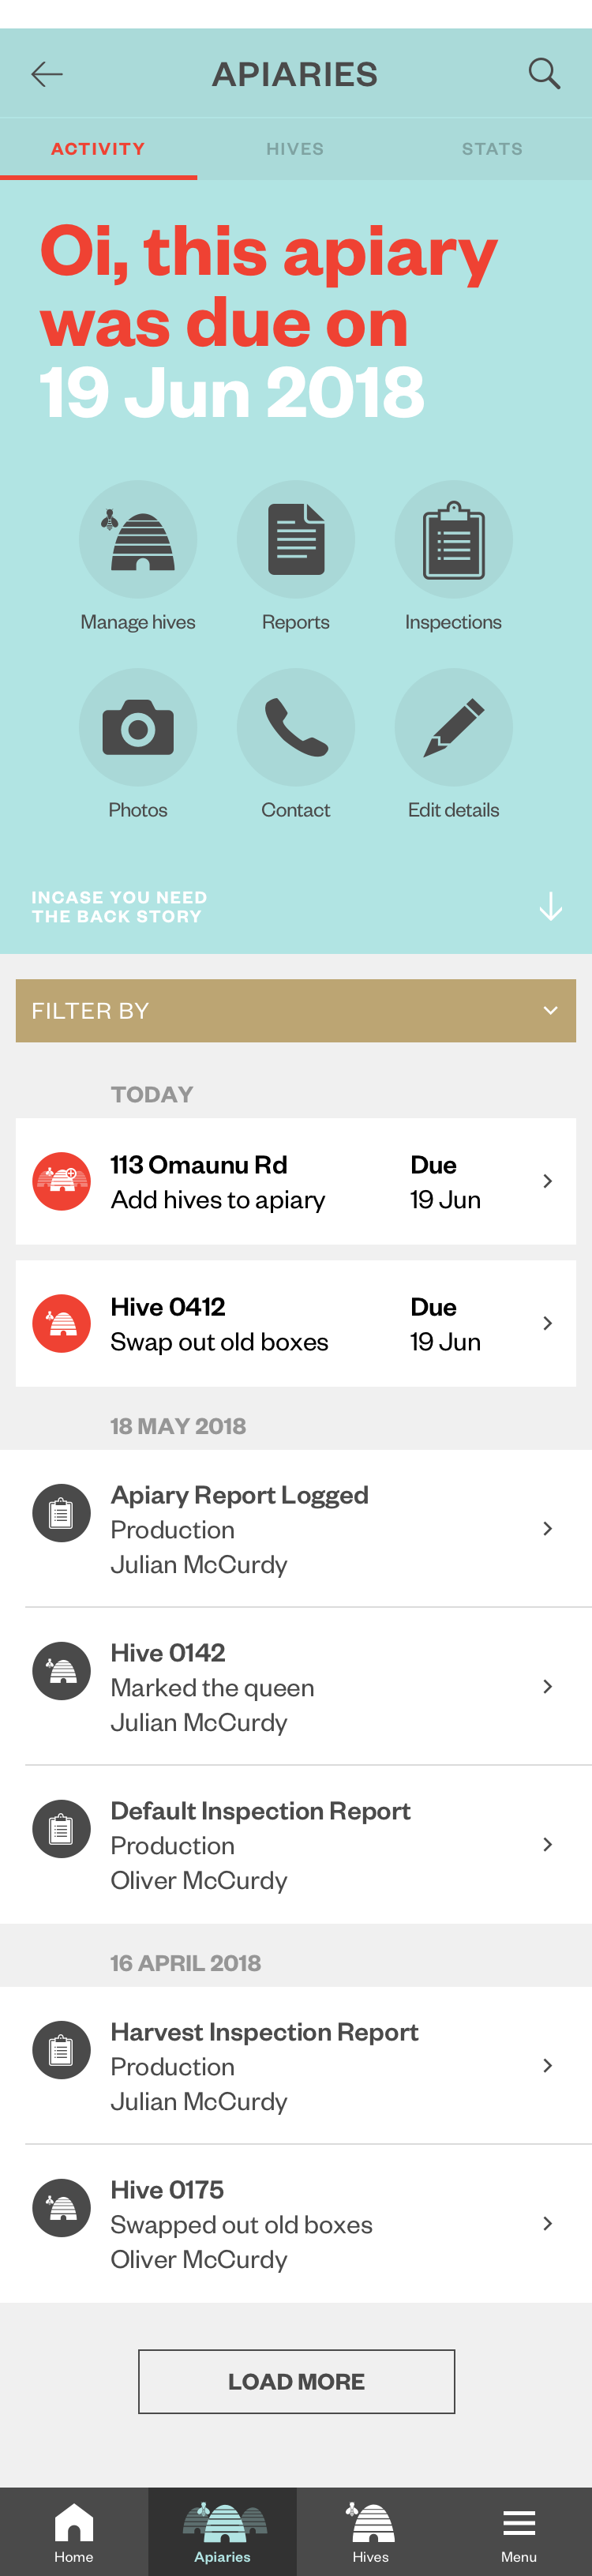 APIARIES
ACTIVITY HIVES STATS
Oi, this apiary
was due on
19 Jun 2018
Manage hives Reports Inspections
Photos Contact Edit details
INCASE YOU NEED
THE BACK STORY
FILTER BY
TODAY
113 Omaunu Rd Due
Add hives to apiary 19 Jun
Hive 0412 Due
Swap out old boxes 19 Jun
18 MAY 2018
Apiary Report Logged
Production
Julian McCurdy
Hive 0142
Marked the queen
Julian McCurdy
Default Inspection Report
Production
Oliver McCurdy
16 APRIL 2018
Harvest Inspection Report
Production
Julian McCurdy
Hive 0175
Swapped out old boxes
Oliver McCurdy
LOAD MORE
Home Apiaries Hives Menu